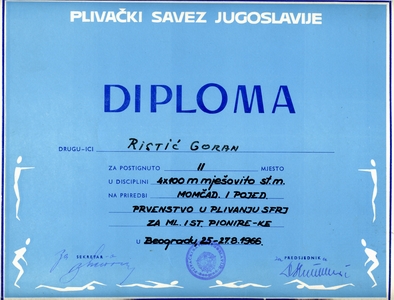 PLIVAČKI SAVEZ JUGOSLAVIJE
DIPLOMA
DRUGU-ICI RISTIĆ GORAN
ZA POSTIGNUTO II MJESTO
U DISCIPLINI 4x100 m mješovito št.m.
NA PRIREDBI MOMČAD. I POJED.
PRVENSTVO U PLIVANJU SFRJ
ZA ML. I ST. PIONIRE-KE
U Beogradu, 25-27.8.1966.
SEKRETAR PREDSJEDNIK